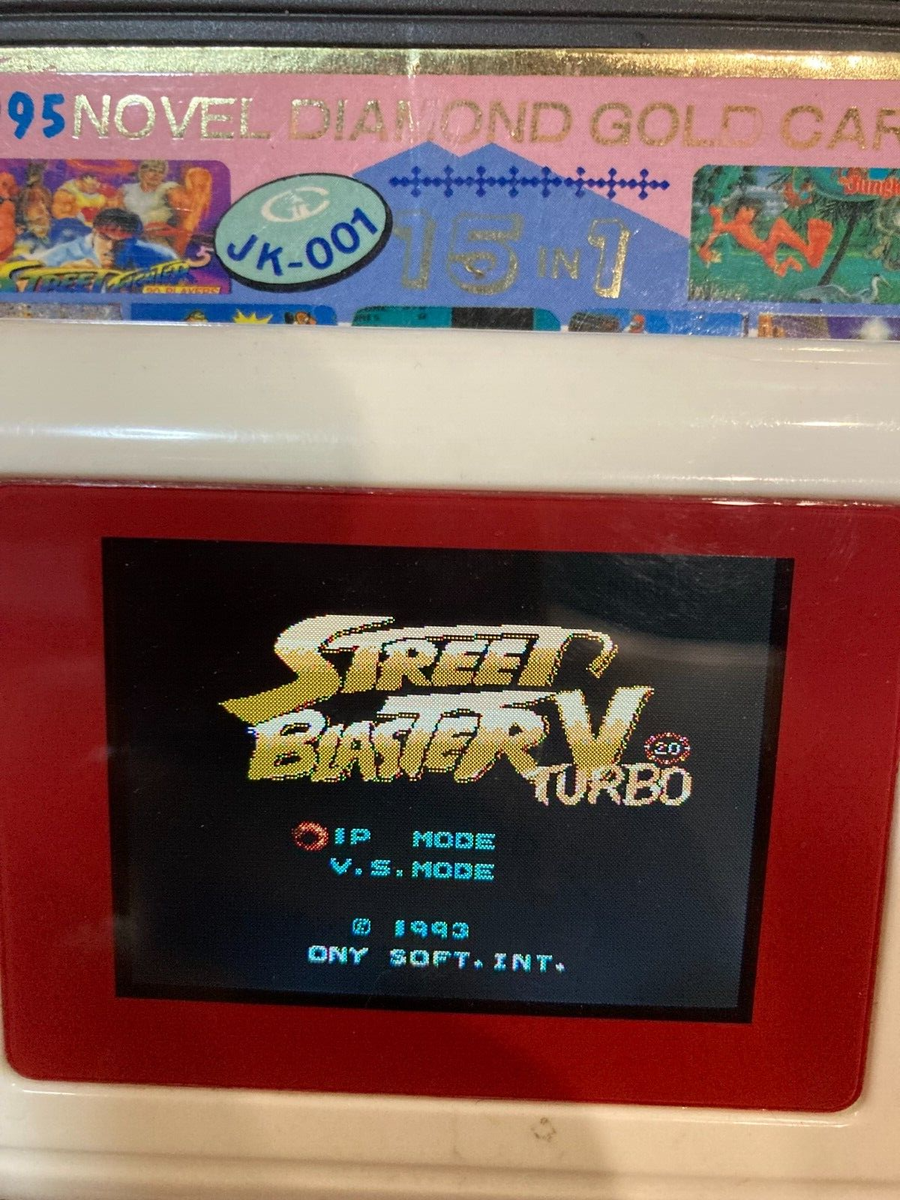 95 NOVEL DIAMOND GOLD CAR
JK-001
15 IN 1
STREET
BLASTER V
20
TURBO
1P MODE
V.S.MODE
© 1993
ONY SOFT.INT.